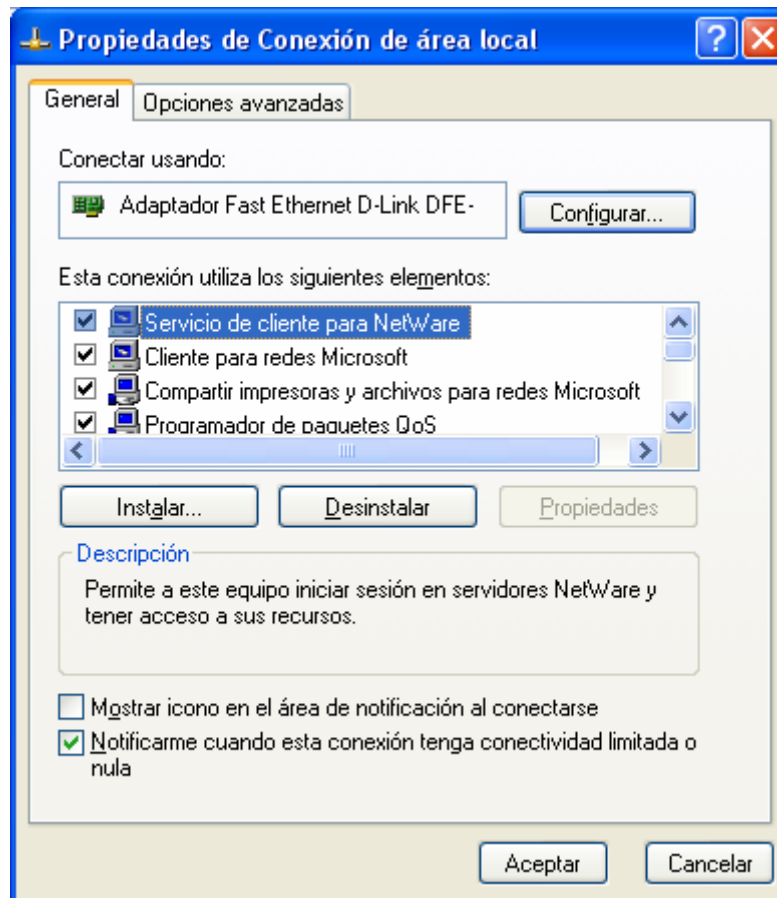 Propiedades de Conexión de área local
General
Opciones avanzadas
Conectar usando:
Adaptador Fast Ethernet D-Link DFE-
Configurar...
Esta conexión utiliza los siguientes elementos:
Servicio de cliente para NetWare
Cliente para redes Microsoft
Compartir impresoras y archivos para redes Microsoft
Programador de paquetes QoS
Instalar...
Desinstalar
Propiedades
Descripción
Permite a este equipo iniciar sesión en servidores NetWare y
tener acceso a sus recursos.
Mostrar icono en el área de notificación al conectarse
Notificarme cuando esta conexión tenga conectividad limitada o
nula
Aceptar
Cancelar